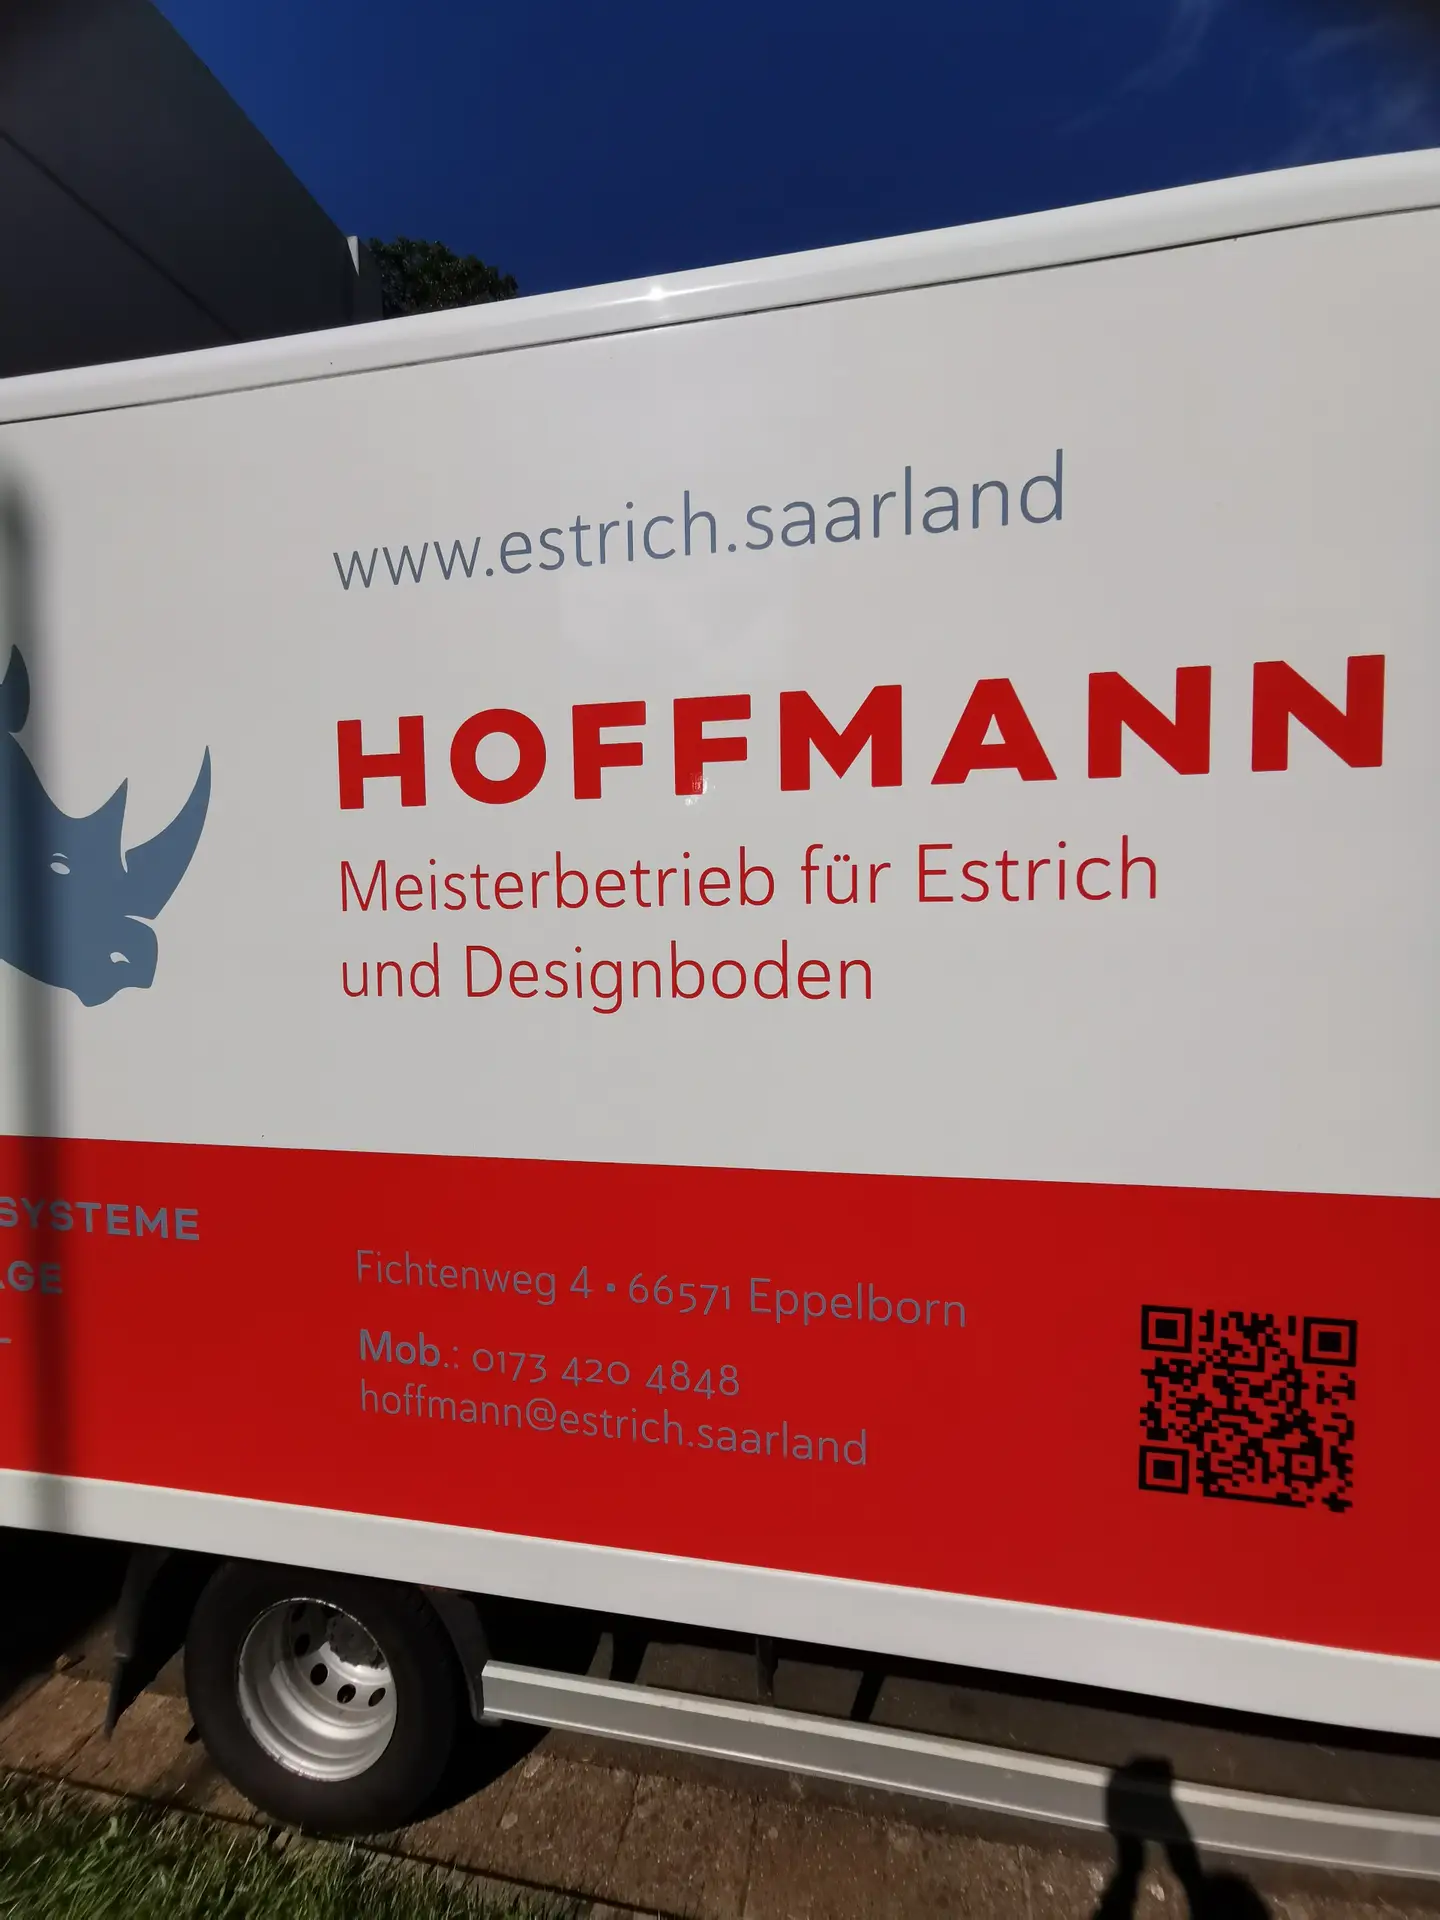 www.estrich.saarland
HOFFMANN
Meisterbetrieb für Estrich
und Designboden
SYSTEME
Fichtenweg 4 • 66571 Eppelborn
Mob.: 0173 420 4848
hoffmann@estrich.saarland